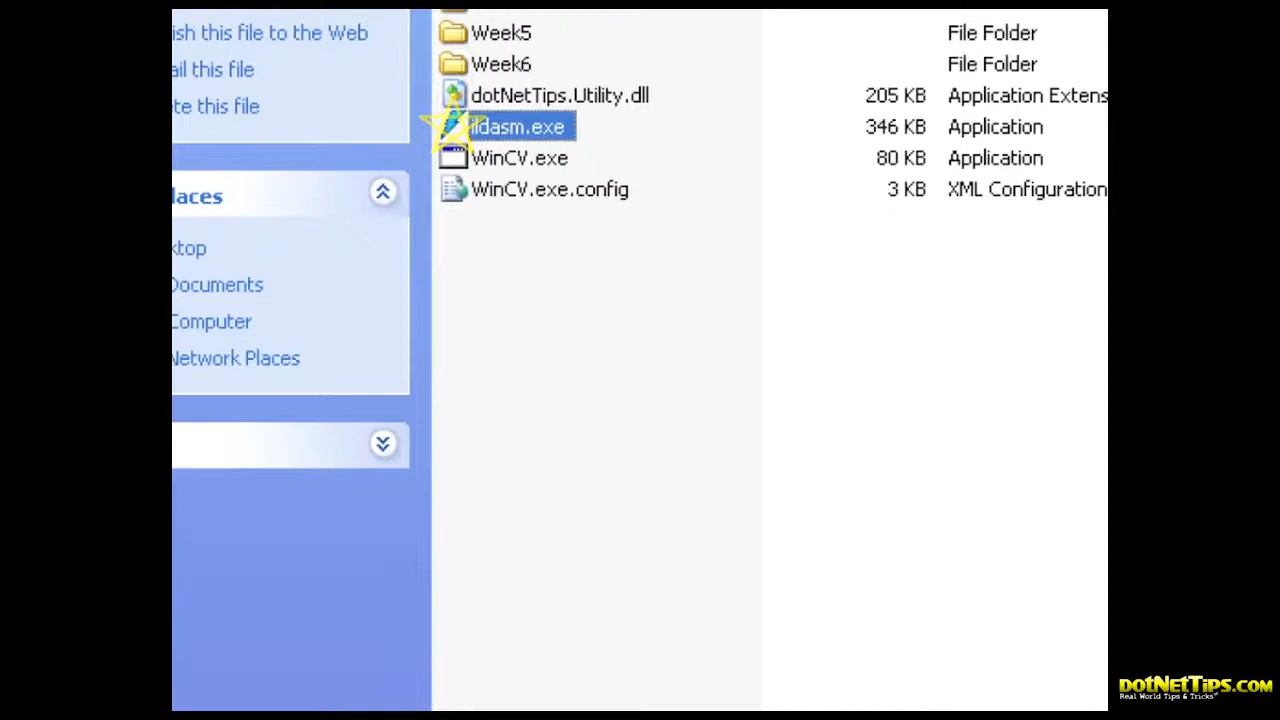 ish this file to the Web
ail this file
ete this file
laces
ktop
Documents
Computer
Network Places
Week5 File Folder
Week6 File Folder
dotNetTips.Utility.dll 205 KB Application Extens
ildasm.exe 346 KB Application
WinCV.exe 80 KB Application
WinCV.exe.config 3 KB XML Configuration
DOTNETTIPS.COM
Real World Tips & Tricks™